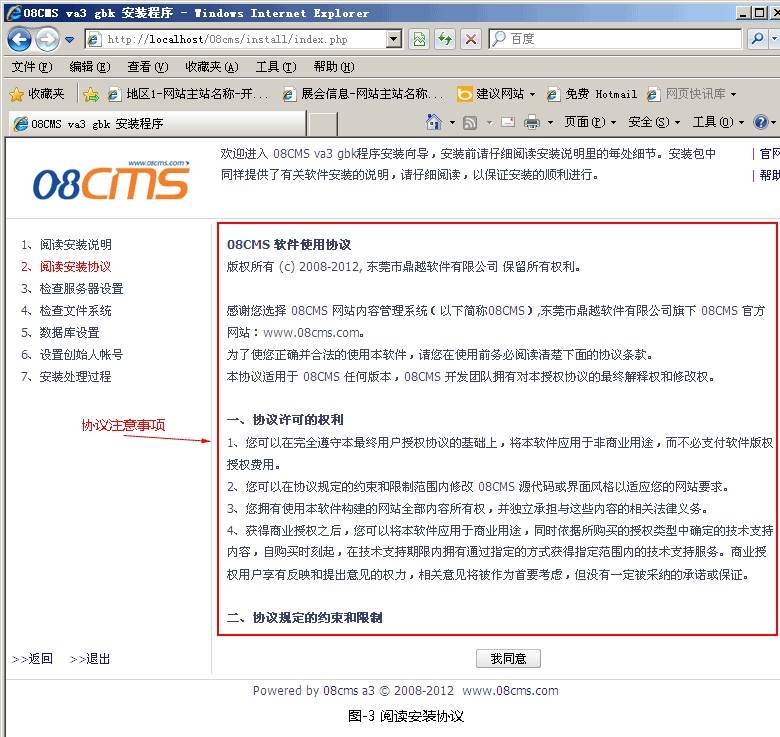 08CMS va3 gbk 安装程序 - Windows Internet Explorer
http://localhost/08cms/install/index.php
百度
文件(F) 编辑(E) 查看(V) 收藏夹(A) 工具(T) 帮助(H)
收藏夹 地区1-网站主站名称-开... 展会信息-网站主站名称... 建议网站 免费 Hotmail 网页快讯库
08CMS va3 gbk 安装程序
页面(P) 安全(S) 工具(O)
www.08cms.com
08CMS
欢迎进入 08CMS va3 gbk程序安装向导，安装前请仔细阅读安装说明里的每处细节。安装包中
同样提供了有关软件安装的说明，请仔细阅读，以保证安装的顺利进行。
| 官网
| 帮助
1、阅读安装说明
2、阅读安装协议
3、检查服务器设置
4、检查文件系统
5、数据库设置
6、设置创始人帐号
7、安装处理过程
协议注意事项
08CMS 软件使用协议
版权所有 (c) 2008-2012, 东莞市鼎越软件有限公司 保留所有权利。
感谢您选择 08CMS 网站内容管理系统（以下简称08CMS）,东莞市鼎越软件有限公司旗下 08CMS 官方
网站：www.08cms.com。
为了使您正确并合法的使用本软件，请您在使用前务必阅读清楚下面的协议条款。
本协议适用于 08CMS 任何版本，08CMS 开发团队拥有对本授权协议的最终解释权和修改权。
一、协议许可的权利
1、您可以在完全遵守本最终用户授权协议的基础上，将本软件应用于非商业用途，而不必支付软件版权
授权费用。
2、您可以在协议规定的约束和限制范围内修改 08CMS 源代码或界面风格以适应您的网站要求。
3、您拥有使用本软件构建的网站全部内容所有权，并独立承担与这些内容的相关法律义务。
4、获得商业授权之后，您可以将本软件应用于商业用途，同时依据所购买的授权类型中确定的技术支持
内容，自购买时刻起，在技术支持期限内拥有通过指定的方式获得指定范围内的技术支持服务。商业授
权用户享有反映和提出意见的权力，相关意见将被作为首要考虑，但没有一定被采纳的承诺或保证。
二、协议规定的约束和限制
>>返回 >>退出
我同意
Powered by 08cms a3 © 2008-2012 www.08cms.com
图-3 阅读安装协议